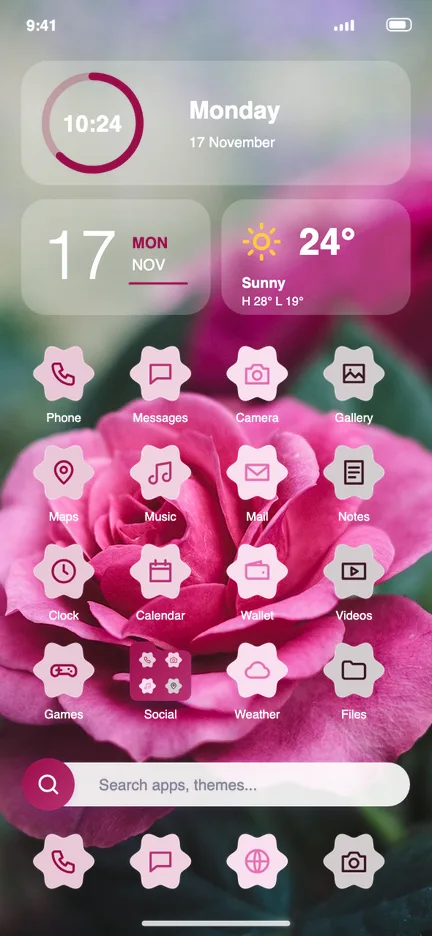 9:41
10:24
Monday
17 November
17
MON
NOV
24°
Sunny
H 28° L 19°
Phone
Messages
Camera
Gallery
Maps
Music
Mail
Notes
Clock
Calendar
Wallet
Videos
Games
Social
Weather
Files
Search apps, themes...